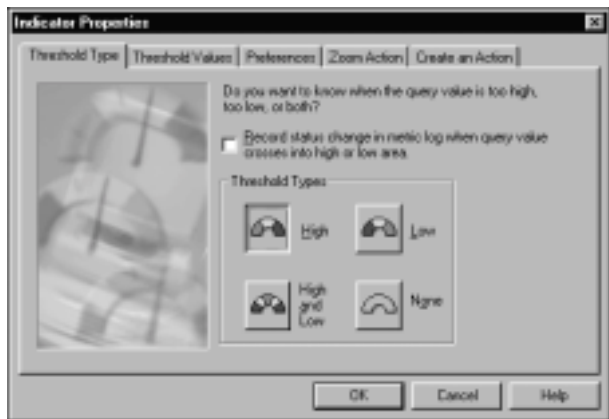 Indicator Properties
Threshold Type Threshold Values Preferences Zoom Action Create an Action
Do you want to know when the query value is too high,
too low, or both?
Record status change in metric log when query value
crosses into high or low area.
Threshold Types
High Low
High
and
Low
None
OK Cancel Help